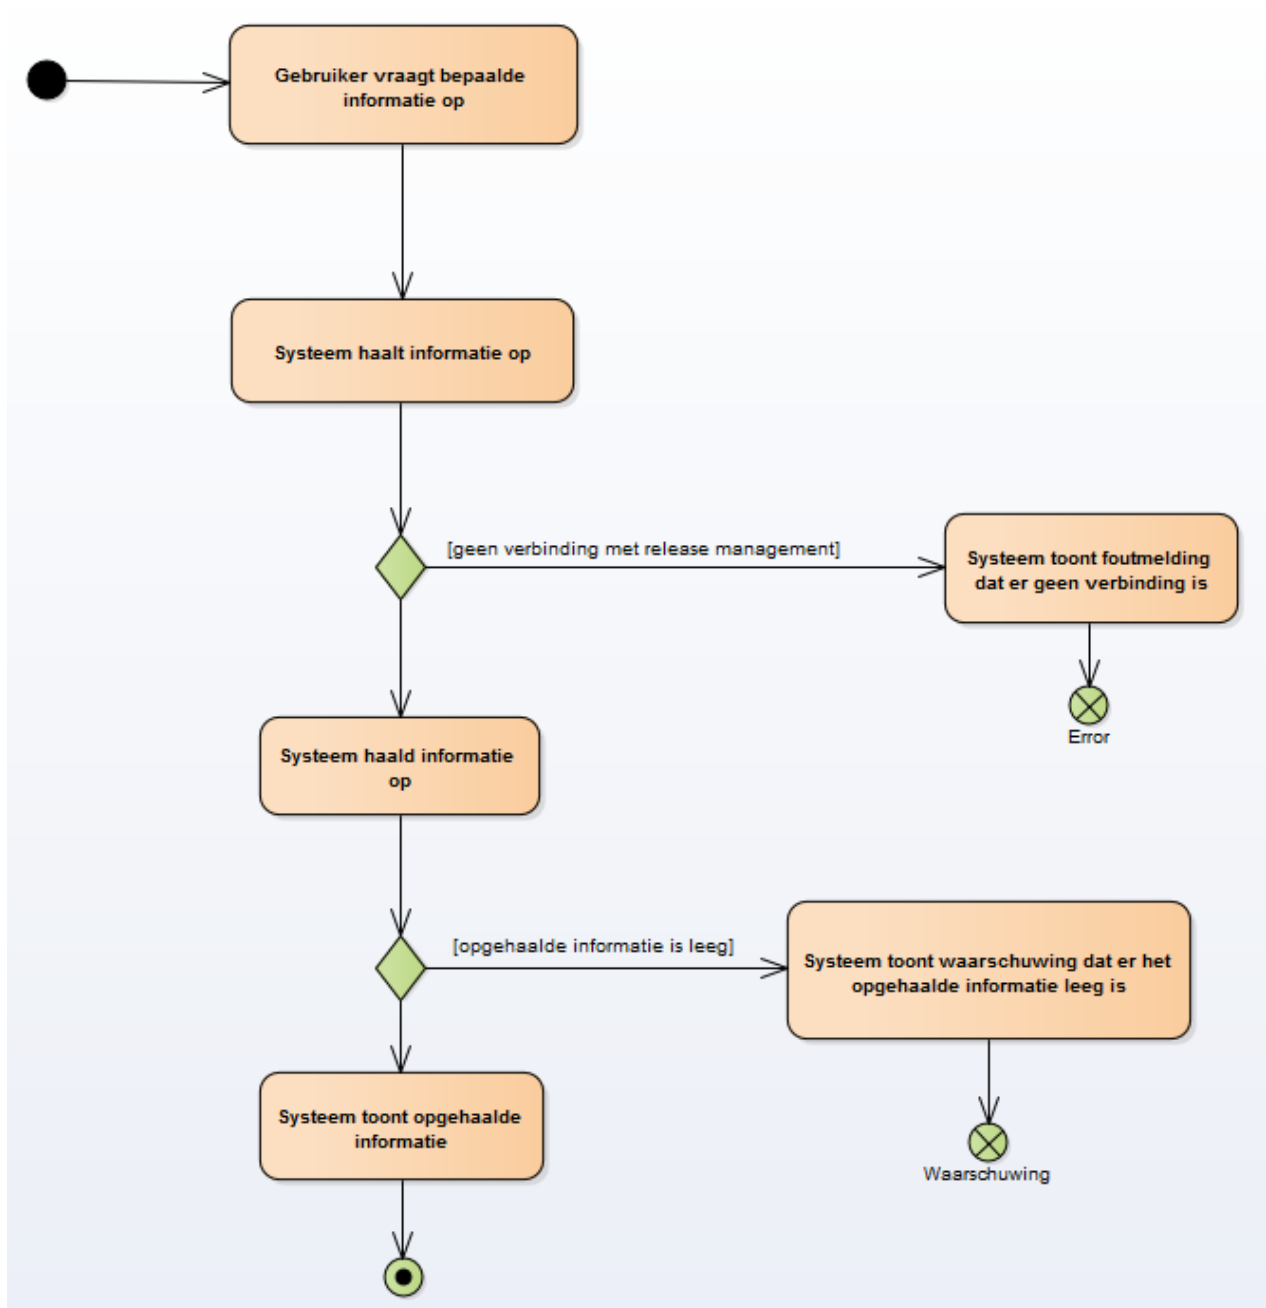 Gebruiker vraagt bepaalde
informatie op
Systeem haalt informatie op
[geen verbinding met release management]
Systeem toont foutmelding
dat er geen verbinding is
Error
Systeem haald informatie
op
[opgehaalde informatie is leeg]
Systeem toont waarschuwing dat er het
opgehaalde informatie leeg is
Waarschuwing
Systeem toont opgehaalde
informatie